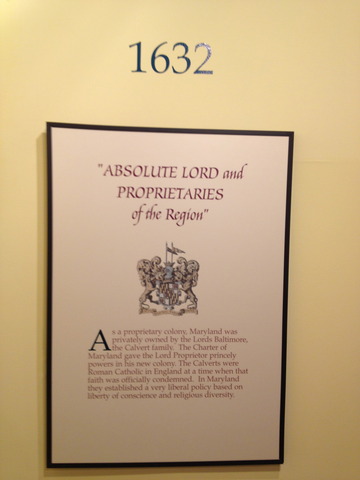 1632
"ABSOLUTE LORD and
PROPRIETARIES
of the Region"
As a proprietary colony, Maryland was
privately owned by the Lords Baltimore,
the Calvert family. The Charter of
Maryland gave the Lord Proprietor princely
powers in his new colony. The Calverts were
Roman Catholic in England at a time when that
faith was officially condemned. In Maryland
they established a very liberal policy based on
liberty of conscience and religious diversity.